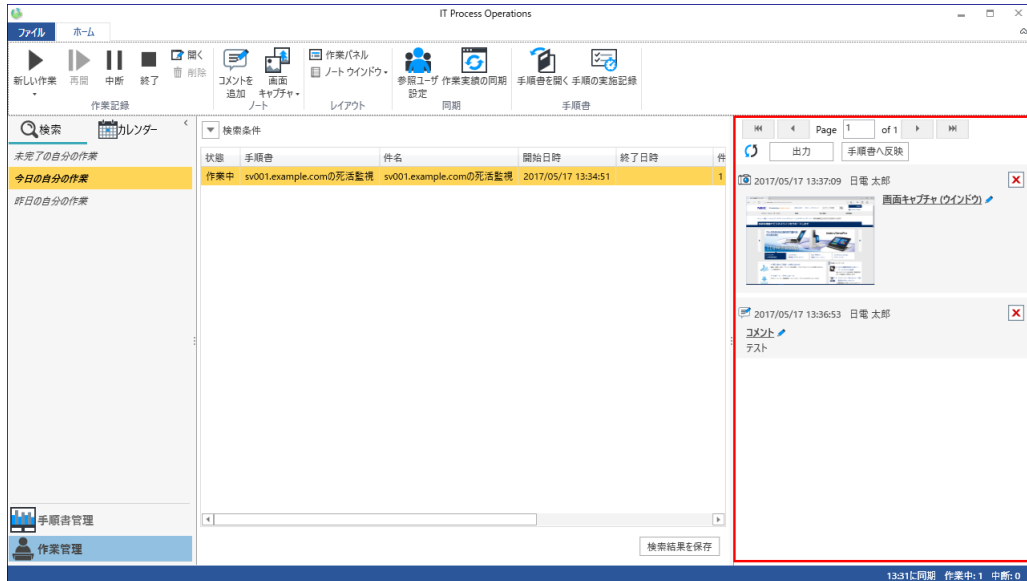 IT Process Operations
ファイル ホーム
新しい作業 再開 中断 終了 開く 削除
作業記録
コメントを追加 画面キャプチャ
ノート
作業パネル
ノート ウインドウ
レイアウト
参照ユーザ設定 作業実績の同期
同期
手順書を開く 手順の実施記録
手順書
検索 カレンダー
未完了の自分の作業
今日の自分の作業
昨日の自分の作業
手順書管理
作業管理
検索条件
状態 手順書 件名 開始日時 終了日時 件
作業中 sv001.example.comの死活監視 sv001.example.comの死活監視 2017/05/17 13:34:51 1
検索結果を保存
Page 1 of 1
出力 手順書へ反映
2017/05/17 13:37:09 日電 太郎
画面キャプチャ (ウインドウ)
2017/05/17 13:36:53 日電 太郎
コメント
テスト
13:31に同期 作業中: 1 中断: 0